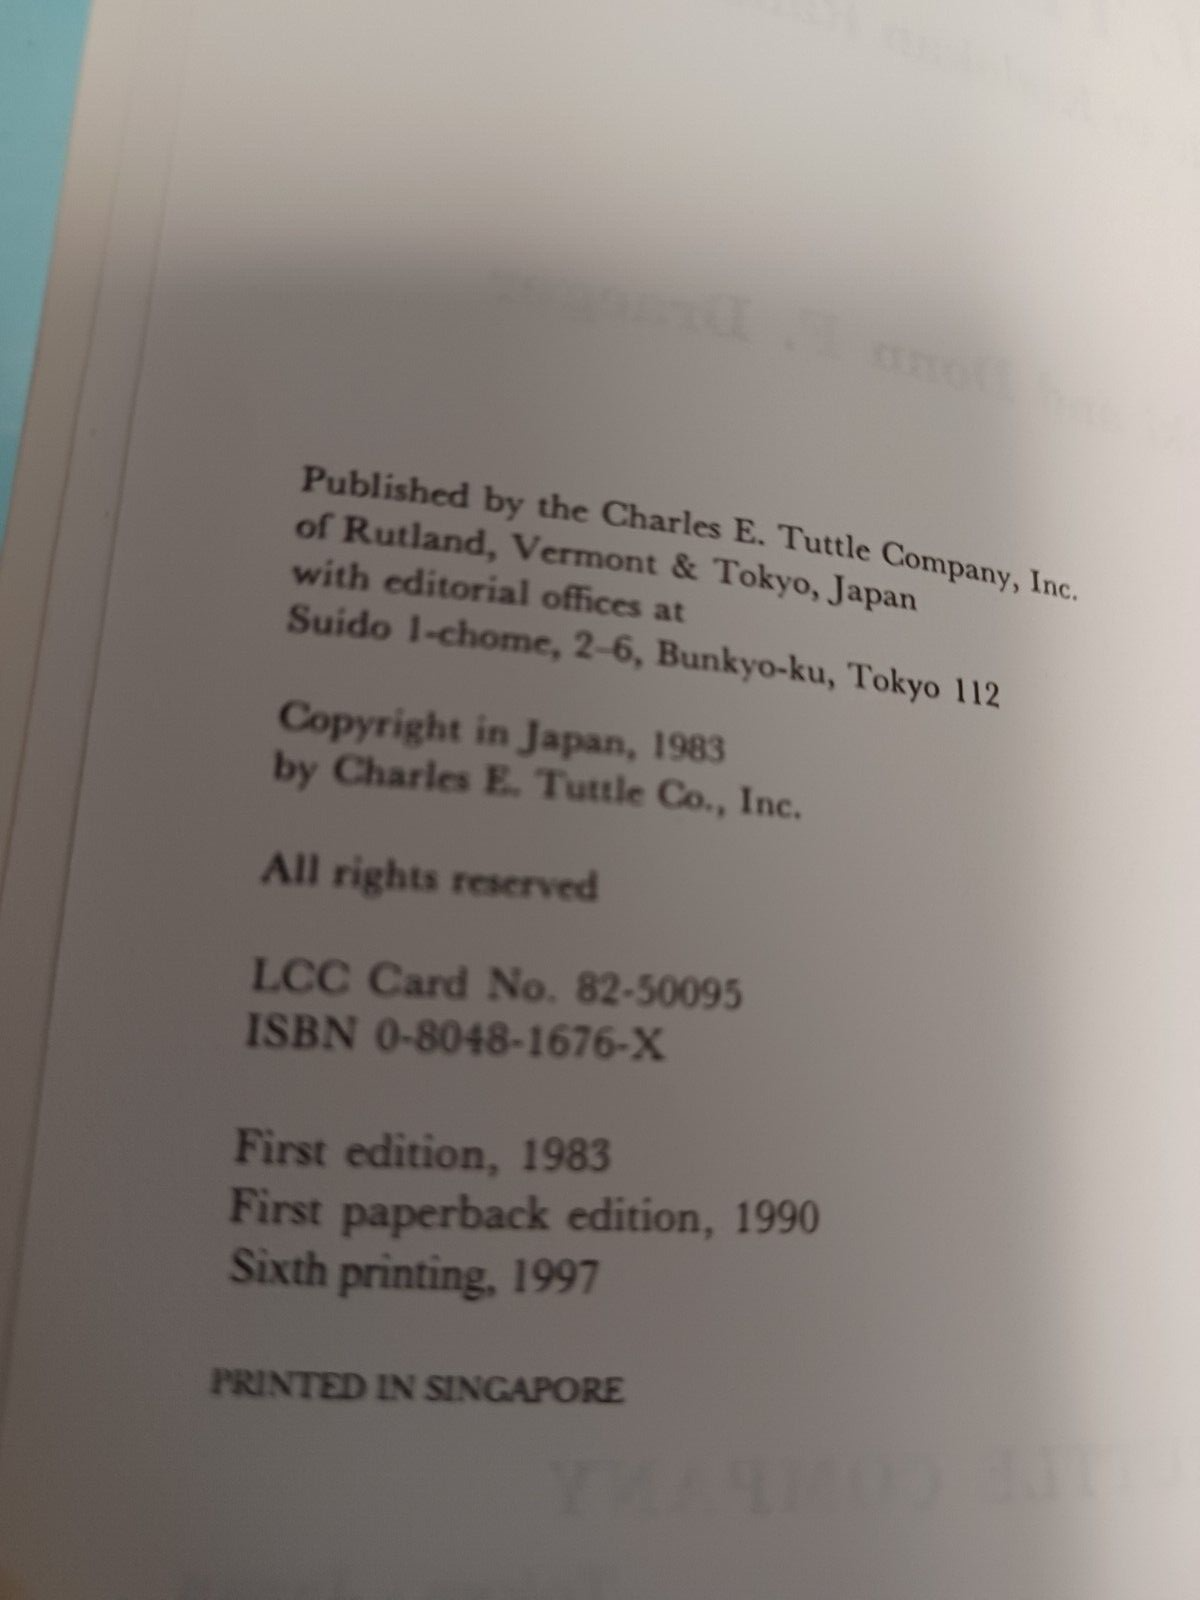 Published by the Charles E. Tuttle Company, Inc.
of Rutland, Vermont & Tokyo, Japan
with editorial offices at
Suido 1-chome, 2–6, Bunkyo-ku, Tokyo 112
Copyright in Japan, 1983
by Charles E. Tuttle Co., Inc.
All rights reserved
LCC Card No. 82-50095
ISBN 0-8048-1676-X
First edition, 1983
First paperback edition, 1990
Sixth printing, 1997
PRINTED IN SINGAPORE